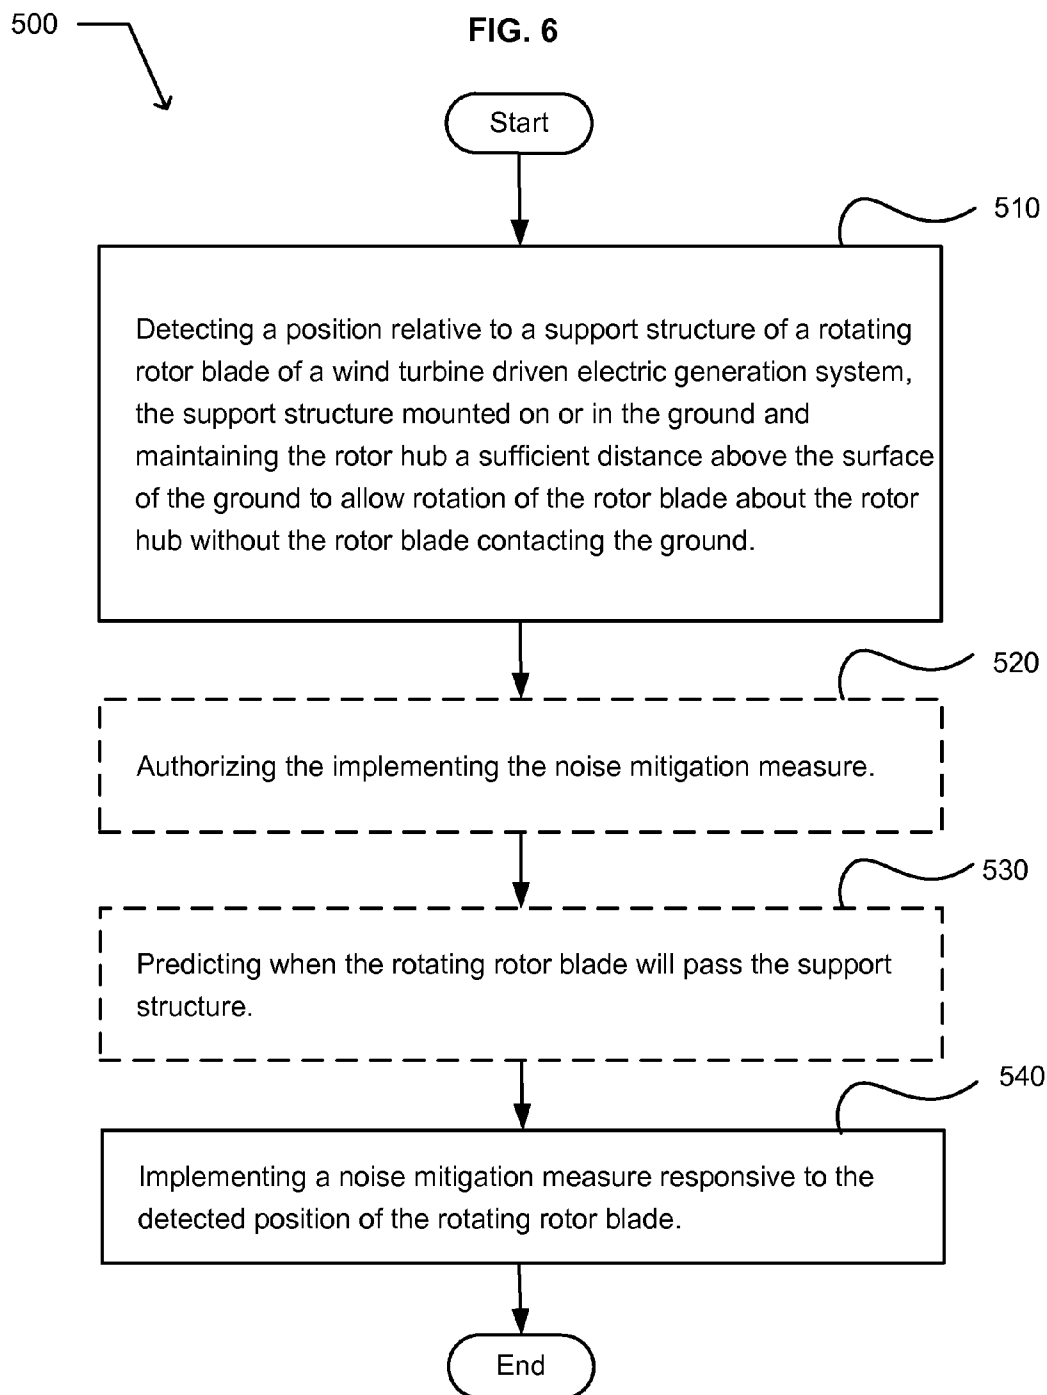 500
FIG. 6
Start
510
Detecting a position relative to a support structure of a rotating
rotor blade of a wind turbine driven electric generation system,
the support structure mounted on or in the ground and
maintaining the rotor hub a sufficient distance above the surface
of the ground to allow rotation of the rotor blade about the rotor
hub without the rotor blade contacting the ground.
520
Authorizing the implementing the noise mitigation measure.
530
Predicting when the rotating rotor blade will pass the support
structure.
540
Implementing a noise mitigation measure responsive to the
detected position of the rotating rotor blade.
End